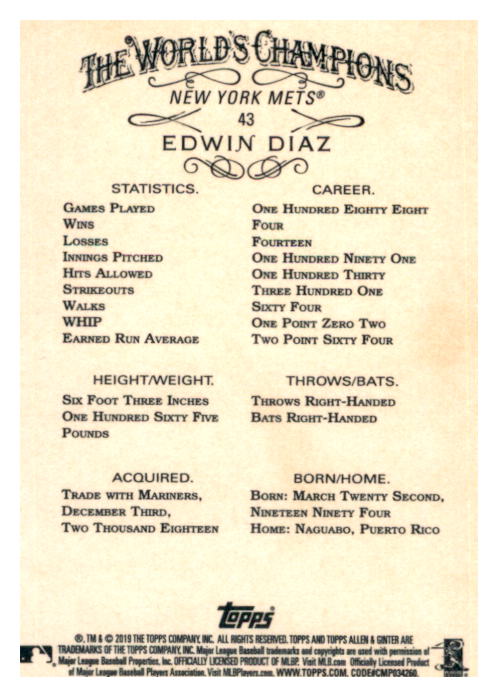 THE WORLD'S CHAMPIONS
NEW YORK METS®
43
EDWIN DÍAZ
STATISTICS. CAREER.
GAMES PLAYED ONE HUNDRED EIGHTY EIGHT
WINS FOUR
LOSSES FOURTEEN
INNINGS PITCHED ONE HUNDRED NINETY ONE
HITS ALLOWED ONE HUNDRED THIRTY
STRIKEOUTS THREE HUNDRED ONE
WALKS SIXTY FOUR
WHIP ONE POINT ZERO TWO
EARNED RUN AVERAGE TWO POINT SIXTY FOUR
HEIGHT/WEIGHT. THROWS/BATS.
SIX FOOT THREE INCHES THROWS RIGHT-HANDED
ONE HUNDRED SIXTY FIVE BATS RIGHT-HANDED
POUNDS
ACQUIRED. BORN/HOME.
TRADE WITH MARINERS, BORN: MARCH TWENTY SECOND,
DECEMBER THIRD, NINETEEN NINETY FOUR
TWO THOUSAND EIGHTEEN HOME: NAGUABO, PUERTO RICO
Topps®
®, TM & © 2019 THE TOPPS COMPANY, INC. ALL RIGHTS RESERVED. TOPPS AND TOPPS ALLEN & GINTER ARE
TRADEMARKS OF THE TOPPS COMPANY, INC. Major League Baseball trademarks and copyrights are used with permission of
Major League Baseball Properties, Inc. OFFICIALLY LICENSED PRODUCT OF MLBP. Visit MLB.com Officially Licensed Product
of Major League Baseball Players Association. Visit MLBPlayers.com. WWW.TOPPS.COM. CODE#CMP034260.